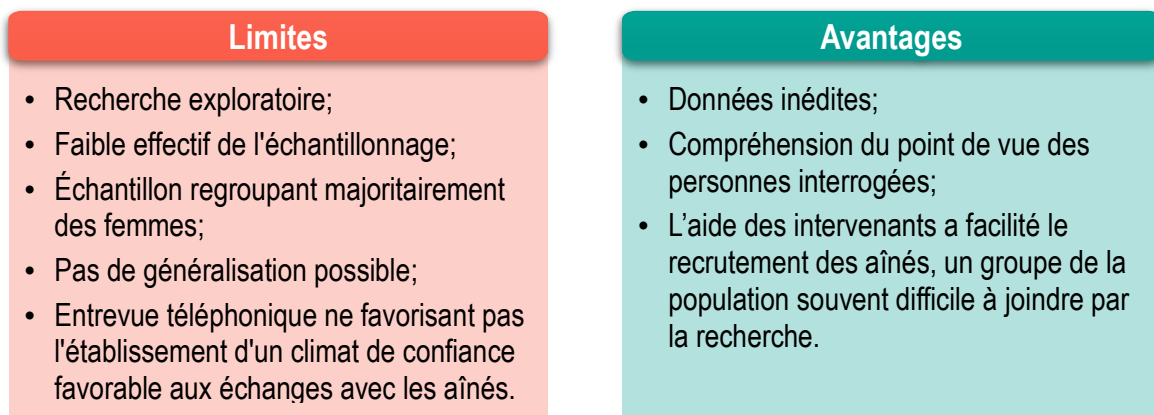 Limites
• Recherche exploratoire;
• Faible effectif de l'échantillonnage;
• Échantillon regroupant majoritairement
des femmes;
• Pas de généralisation possible;
• Entrevue téléphonique ne favorisant pas
l'établissement d'un climat de confiance
favorable aux échanges avec les aînés.
Avantages
• Données inédites;
• Compréhension du point de vue des
personnes interrogées;
• L’aide des intervenants a facilité le
recrutement des aînés, un groupe de la
population souvent difficile à joindre par
la recherche.